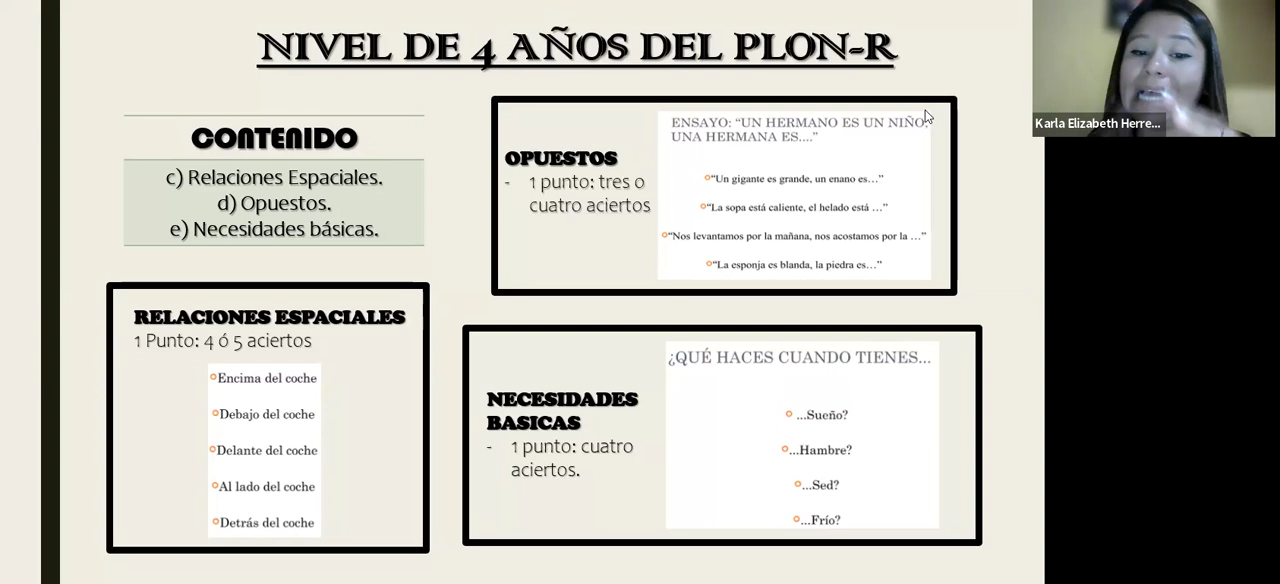 NIVEL DE 4 AÑOS DEL PLON-R
CONTENIDO
c) Relaciones Espaciales.
d) Opuestos.
e) Necesidades básicas.
OPUESTOS
- 1 punto: tres o
cuatro aciertos
ENSAYO: “UN HERMANO ES UN NIÑO:
UNA HERMANA ES....”
“Un gigante es grande, un enano es…”
“La sopa está caliente, el helado está …”
“Nos levantamos por la mañana, nos acostamos por la …”
“La esponja es blanda, la piedra es…”
RELACIONES ESPACIALES
1 Punto: 4 ó 5 aciertos
Encima del coche
Debajo del coche
Delante del coche
Al lado del coche
Detrás del coche
NECESIDADES
BASICAS
- 1 punto: cuatro
aciertos.
¿QUÉ HACES CUANDO TIENES...
...Sueño?
...Hambre?
...Sed?
...Frío?
Karla Elizabeth Herre...